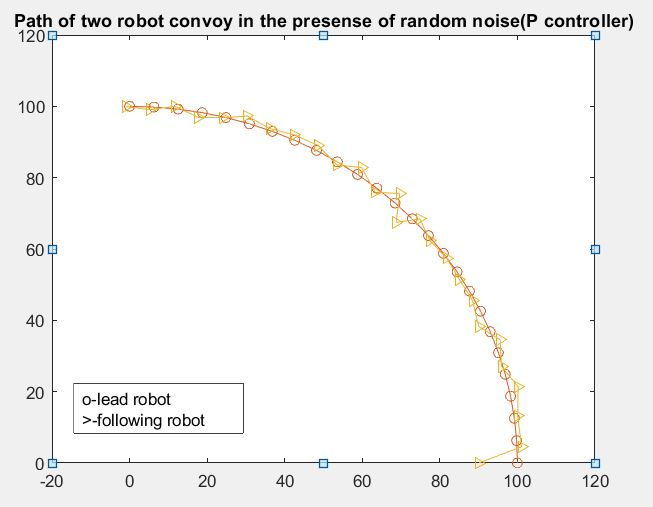 Path of two robot convoy in the presense of random noise(P controller)
120
100
80
60
40
20
0
o-lead robot
>-following robot
-20 0 20 40 60 80 100 120